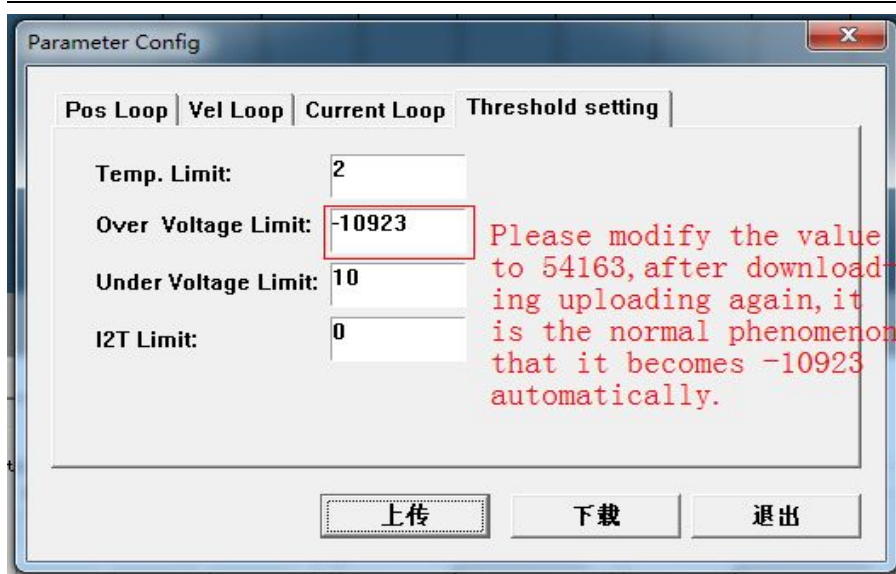 Parameter Config
Pos Loop Vel Loop Current Loop Threshold setting
Temp. Limit: 2
Over Voltage Limit: -10923
Under Voltage Limit: 10
I2T Limit: 0
Please modify the value
to 54163,after download-
ing uploading again,it
is the normal phenomenon
that it becomes -10923
automatically.
上传 下载 退出
t